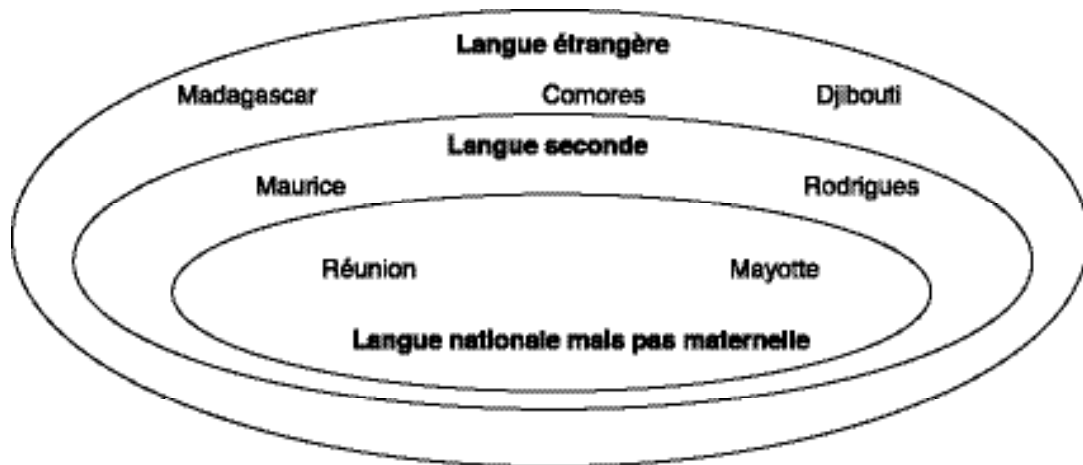 Langue étrangère
Madagascar Comores Djibouti
Langue seconde
Maurice Rodrigues
Réunion Mayotte
Langue nationale mais pas maternelle